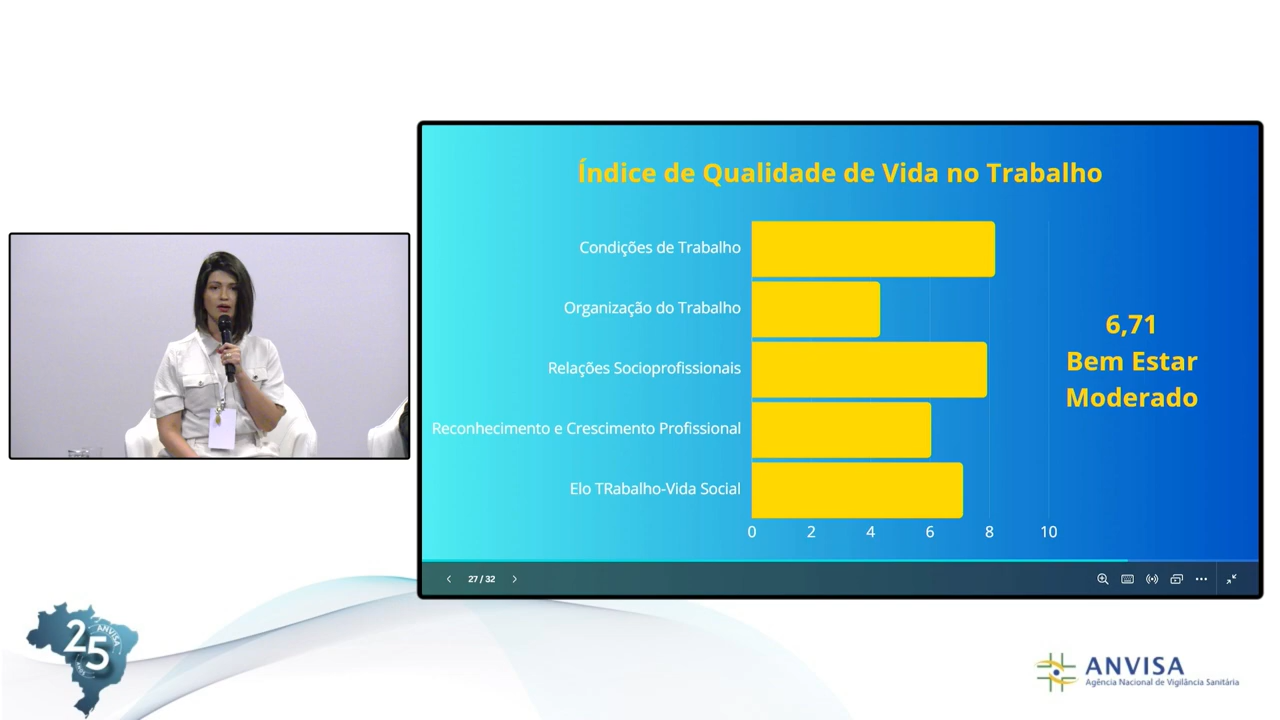 Índice de Qualidade de Vida no Trabalho
Condições de Trabalho
Organização do Trabalho
Relações Socioprofissionais
Reconhecimento e Crescimento Profissional
Elo TRabalho-Vida Social
0 2 4 6 8 10
6,71
Bem Estar
Moderado
27 / 32
25
ANVISA
ANOS
ANVISA
Agência Nacional de Vigilância Sanitária